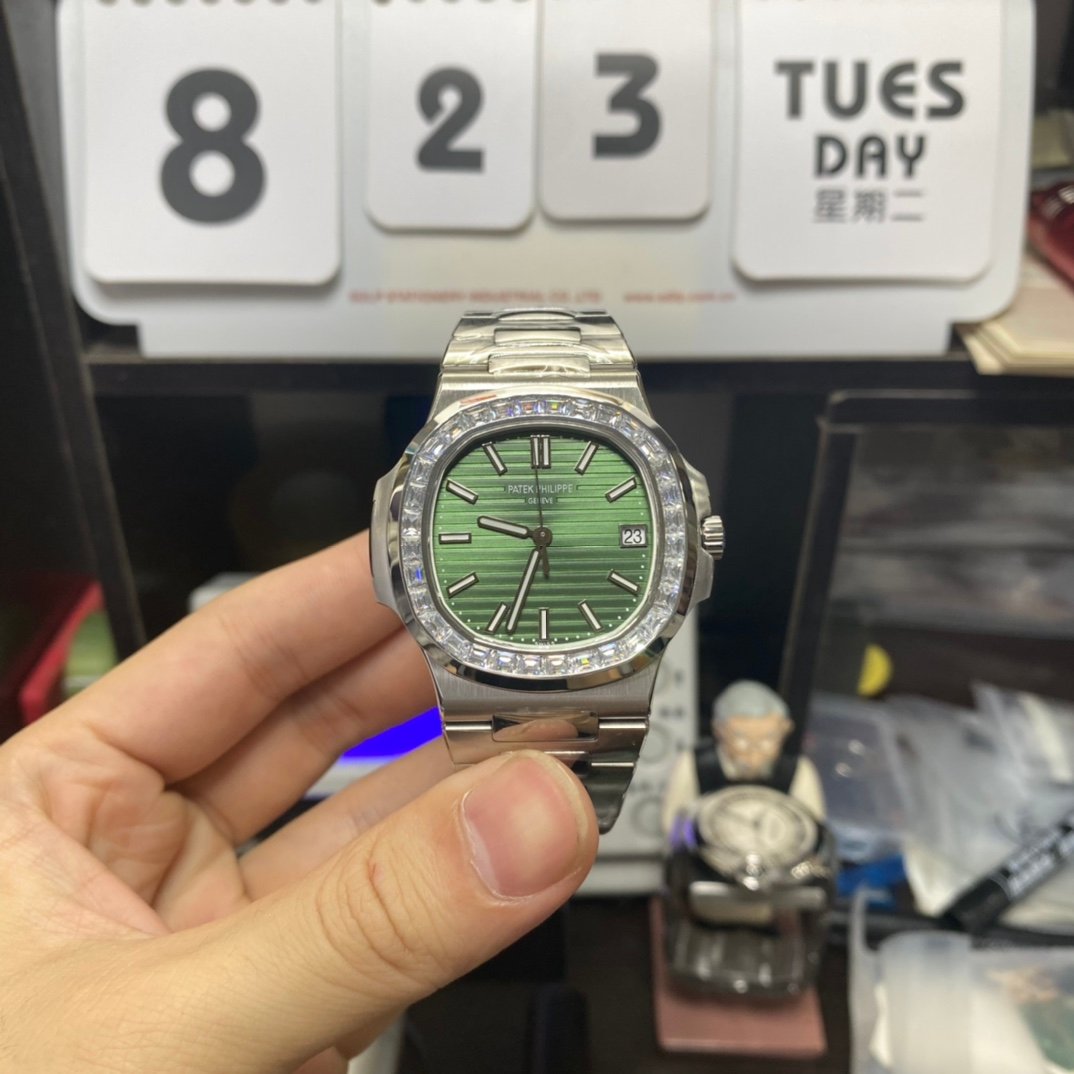 8
2
3
TUES
DAY
星期二
PATEK PHILIPPE
GENEVE
23